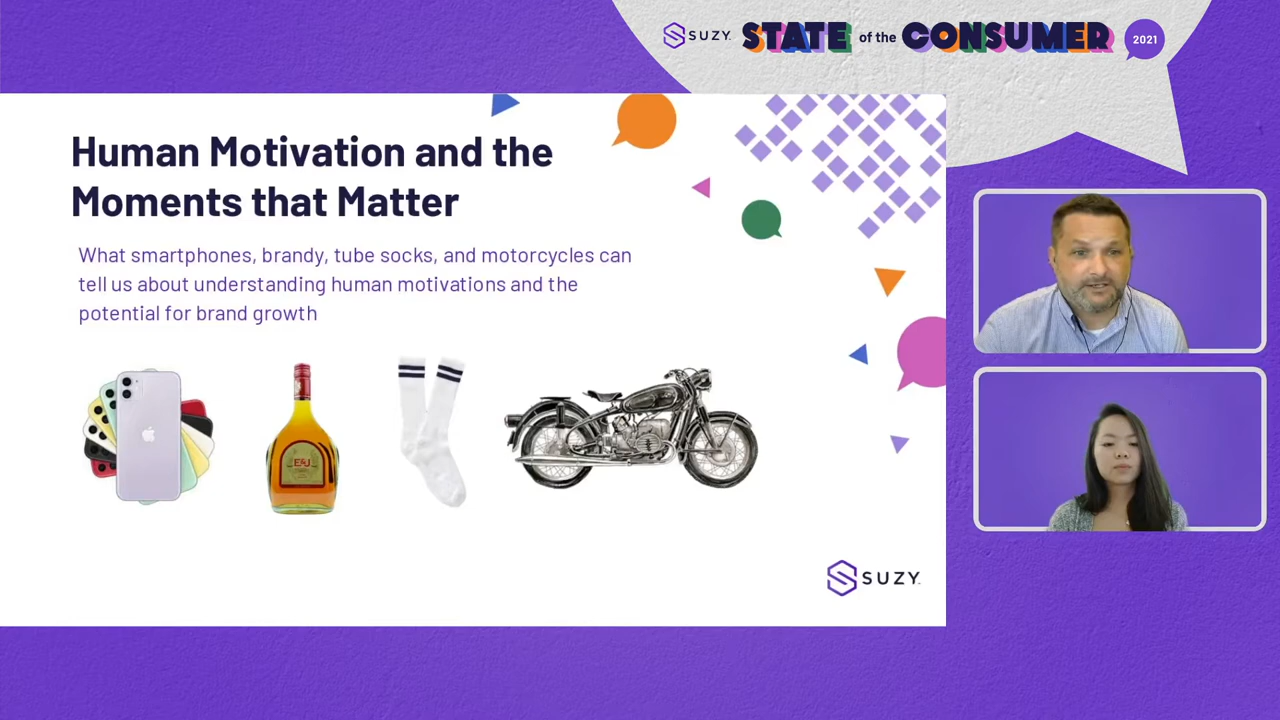 SUZY STATE of the CONSUMER 2021
Human Motivation and the
Moments that Matter
What smartphones, brandy, tube socks, and motorcycles can
tell us about understanding human motivations and the
potential for brand growth
E&J
SUZY